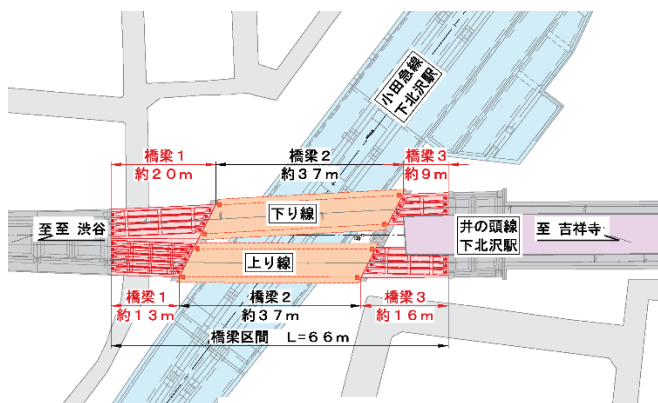 小田急線
下北沢駅
橋梁1
約20m
橋梁2
約37m
橋梁3
約9m
下り線
至至 渋谷
井の頭線
下北沢駅
至 吉祥寺
上り線
橋梁1
約13m
橋梁2
約37m
橋梁3
約16m
橋梁区間 L=66m